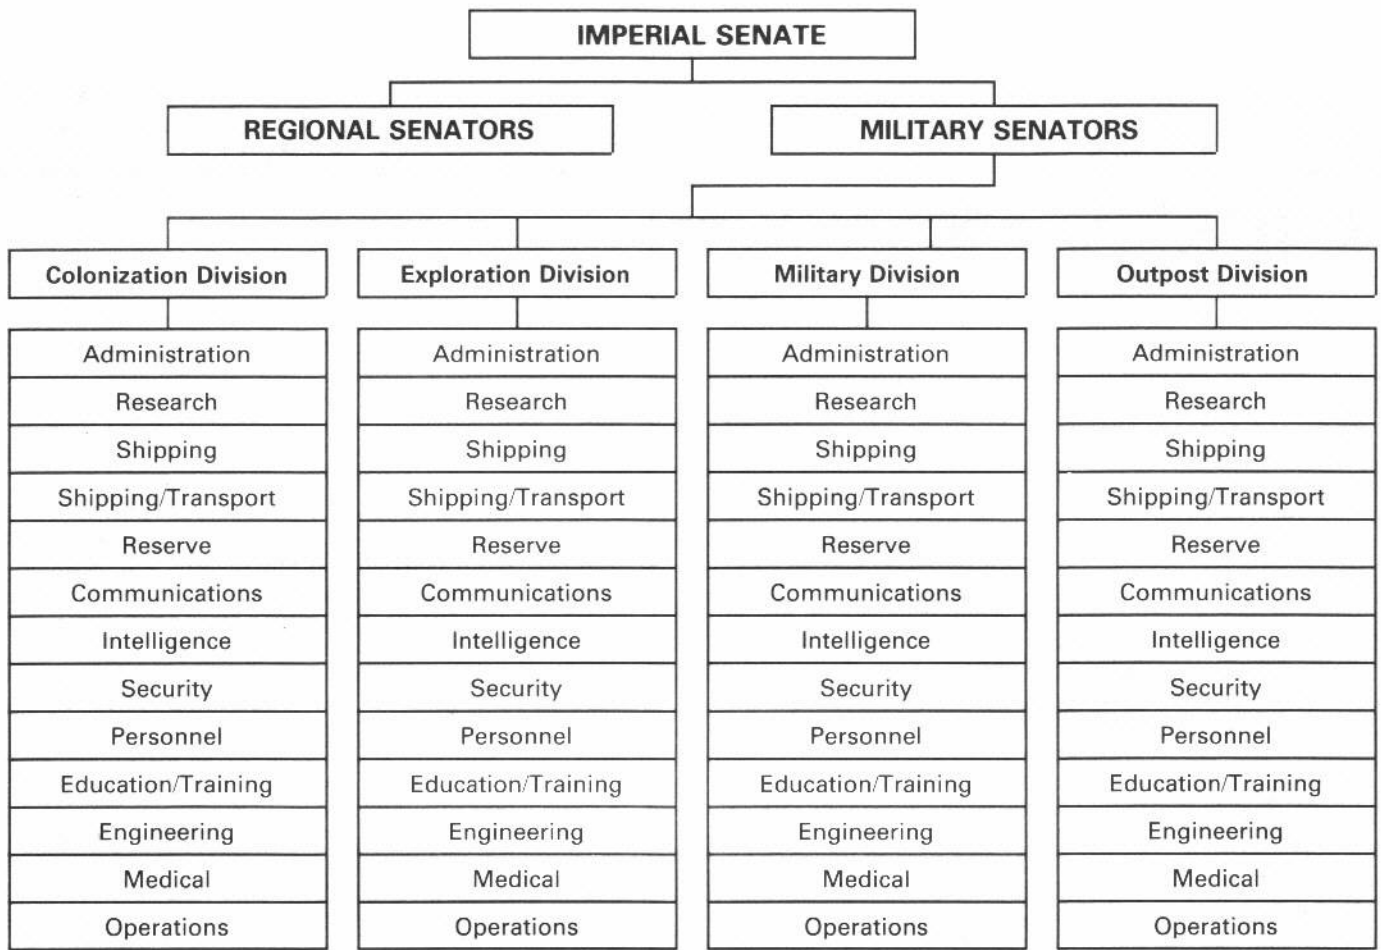 IMPERIAL SENATE
REGIONAL SENATORS
MILITARY SENATORS
Colonization Division
Administration
Research
Shipping
Shipping/Transport
Reserve
Communications
Intelligence
Security
Personnel
Education/Training
Engineering
Medical
Operations
Exploration Division
Administration
Research
Shipping
Shipping/Transport
Reserve
Communications
Intelligence
Security
Personnel
Education/Training
Engineering
Medical
Operations
Military Division
Administration
Research
Shipping
Shipping/Transport
Reserve
Communications
Intelligence
Security
Personnel
Education/Training
Engineering
Medical
Operations
Outpost Division
Administration
Research
Shipping
Shipping/Transport
Reserve
Communications
Intelligence
Security
Personnel
Education/Training
Engineering
Medical
Operations